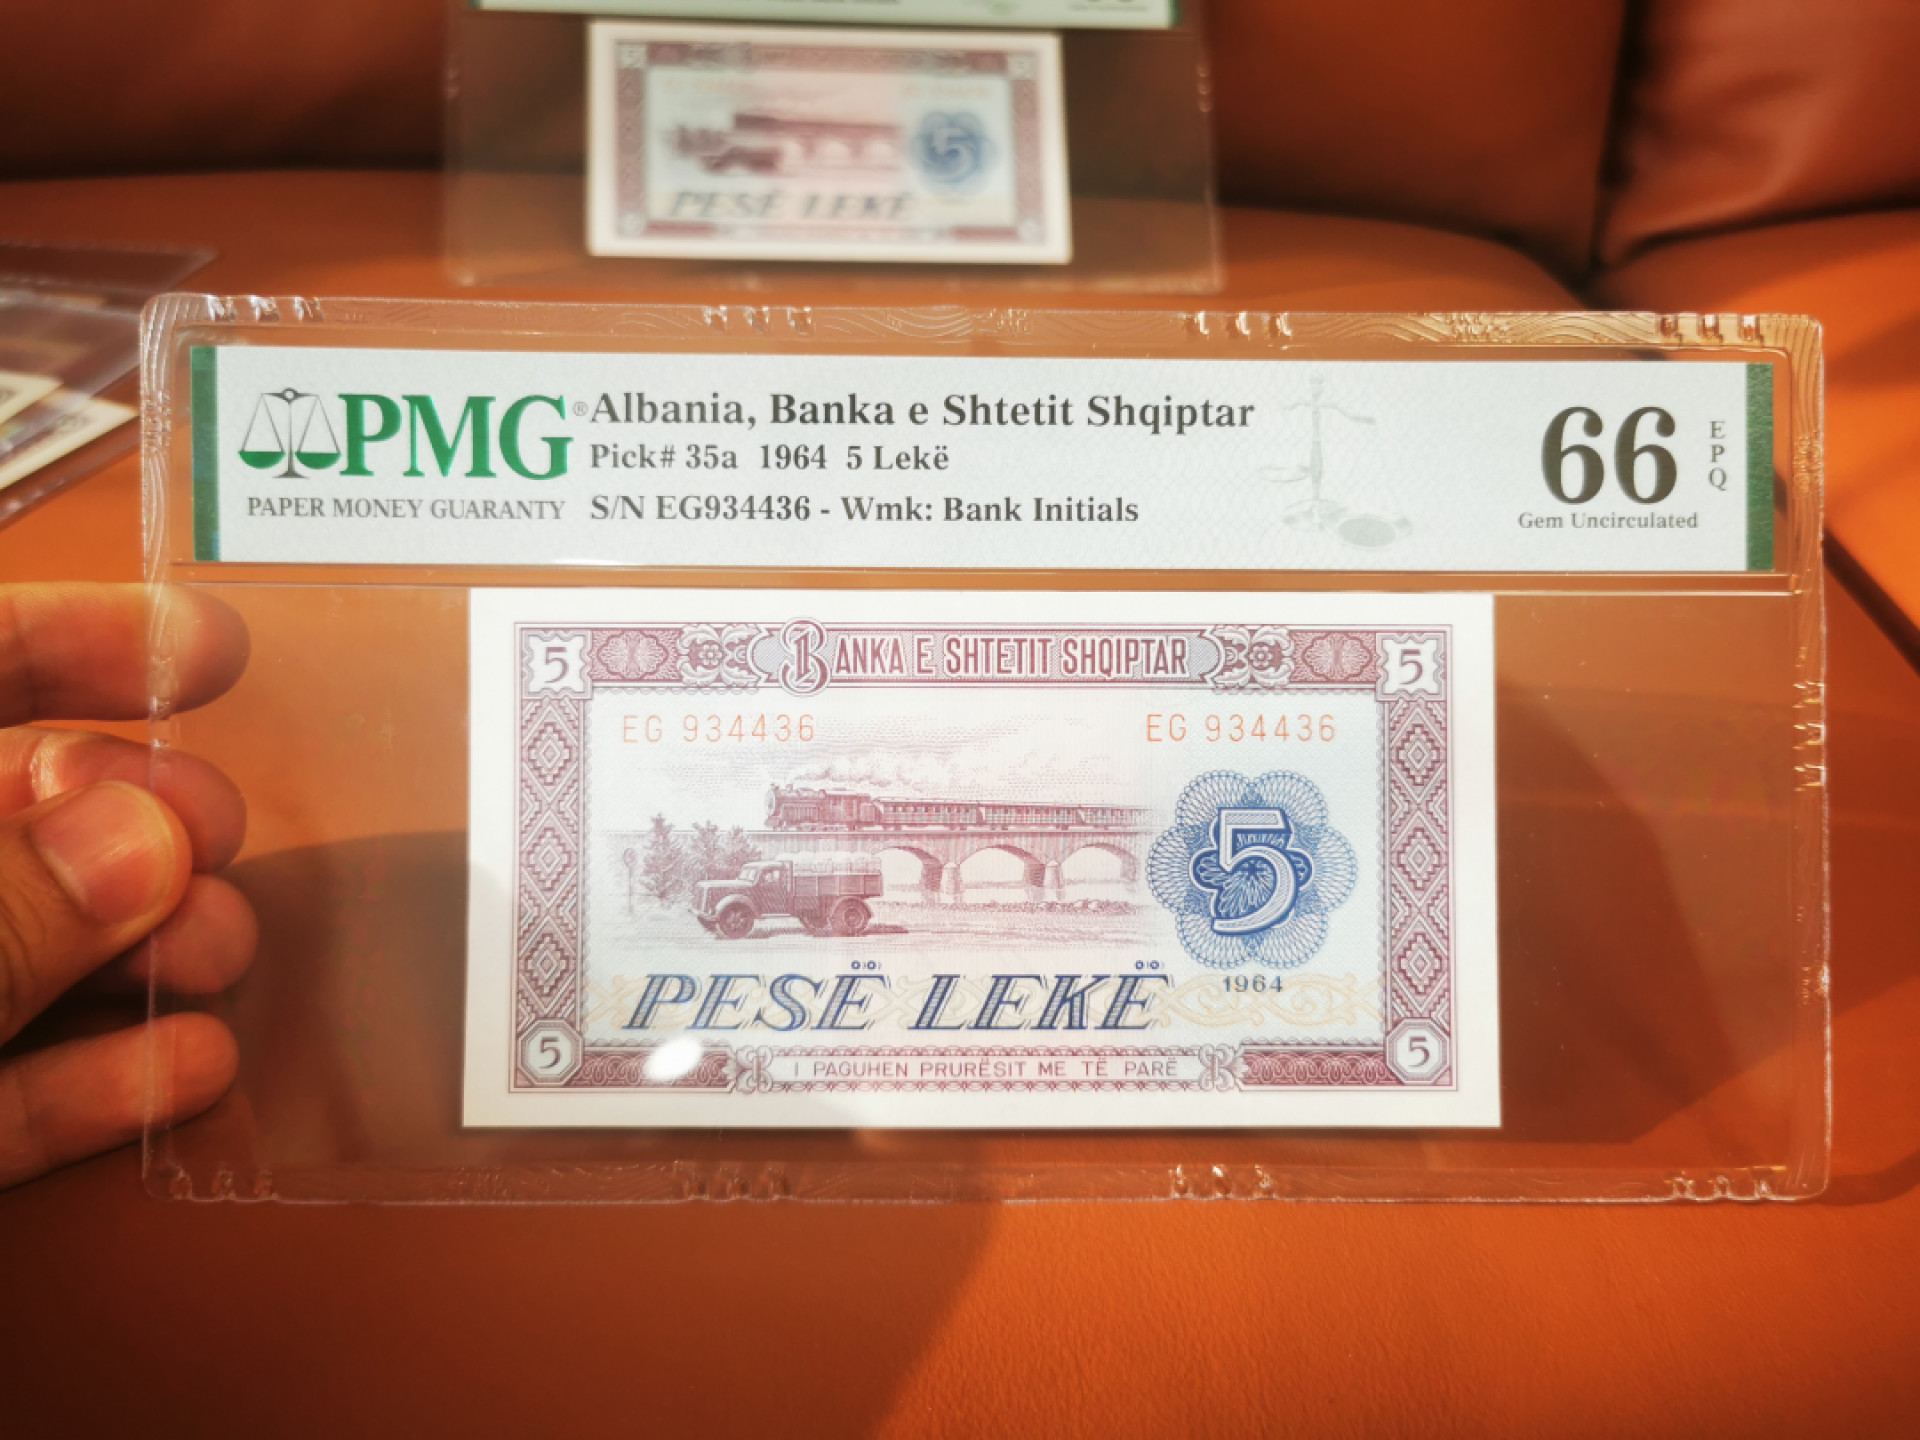 PESË LEKË
5
PMG®
PAPER MONEY GUARANTY
Albania, Banka e Shtetit Shqiptar
Pick# 35a 1964 5 Lekë
S/N EG934436 - Wmk: Bank Initials
66
EPQ
Gem Uncirculated
5 BANKA E SHTETIT SHQIPTAR 5
EG 934436 EG 934436
5
PESË LEKË 1964
5 I PAGUHEN PRURËSIT ME TË PARË 5